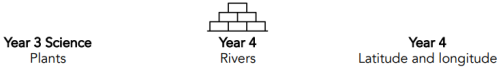 Year 3 Science
Plants
Year 4
Rivers
Year 4
Latitude and longitude